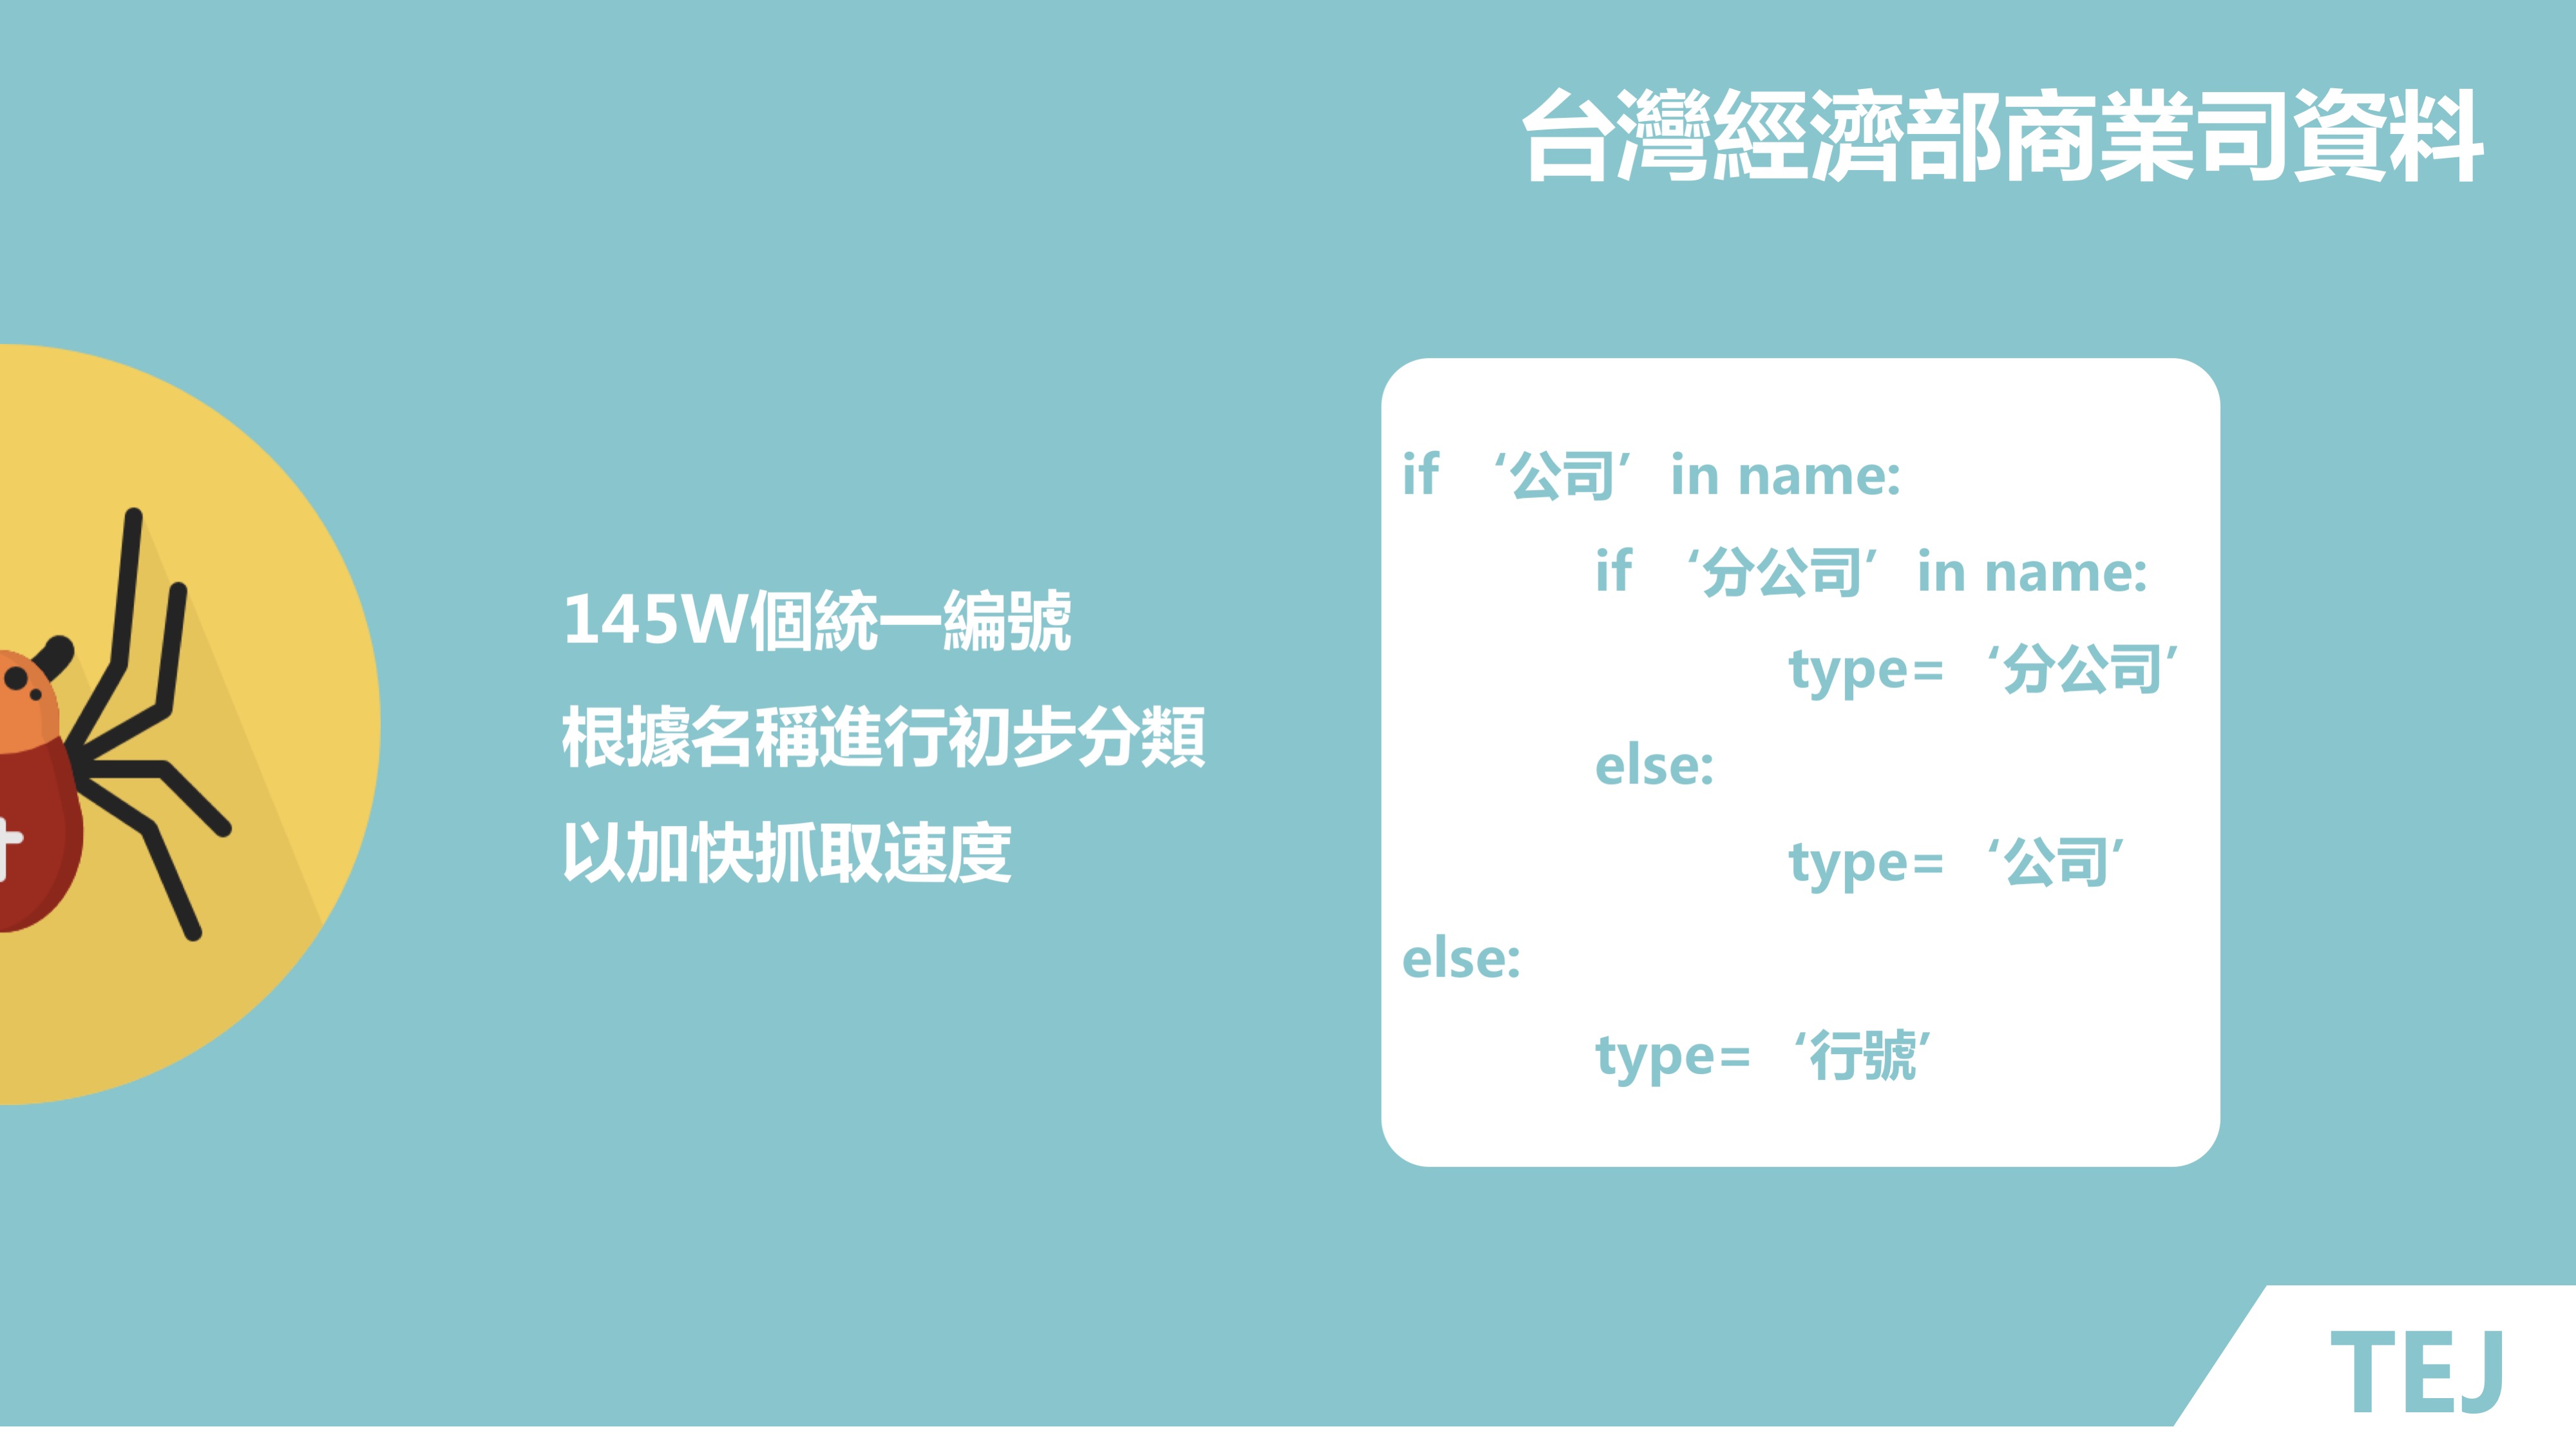 台灣經濟部商業司資料
145W個統一編號
根據名稱進行初步分類
以加快抓取速度
if ‘公司’ in name:
if ‘分公司’ in name:
type= ‘分公司’
else:
type= ‘公司’
else:
type= ‘行號’
TEJ